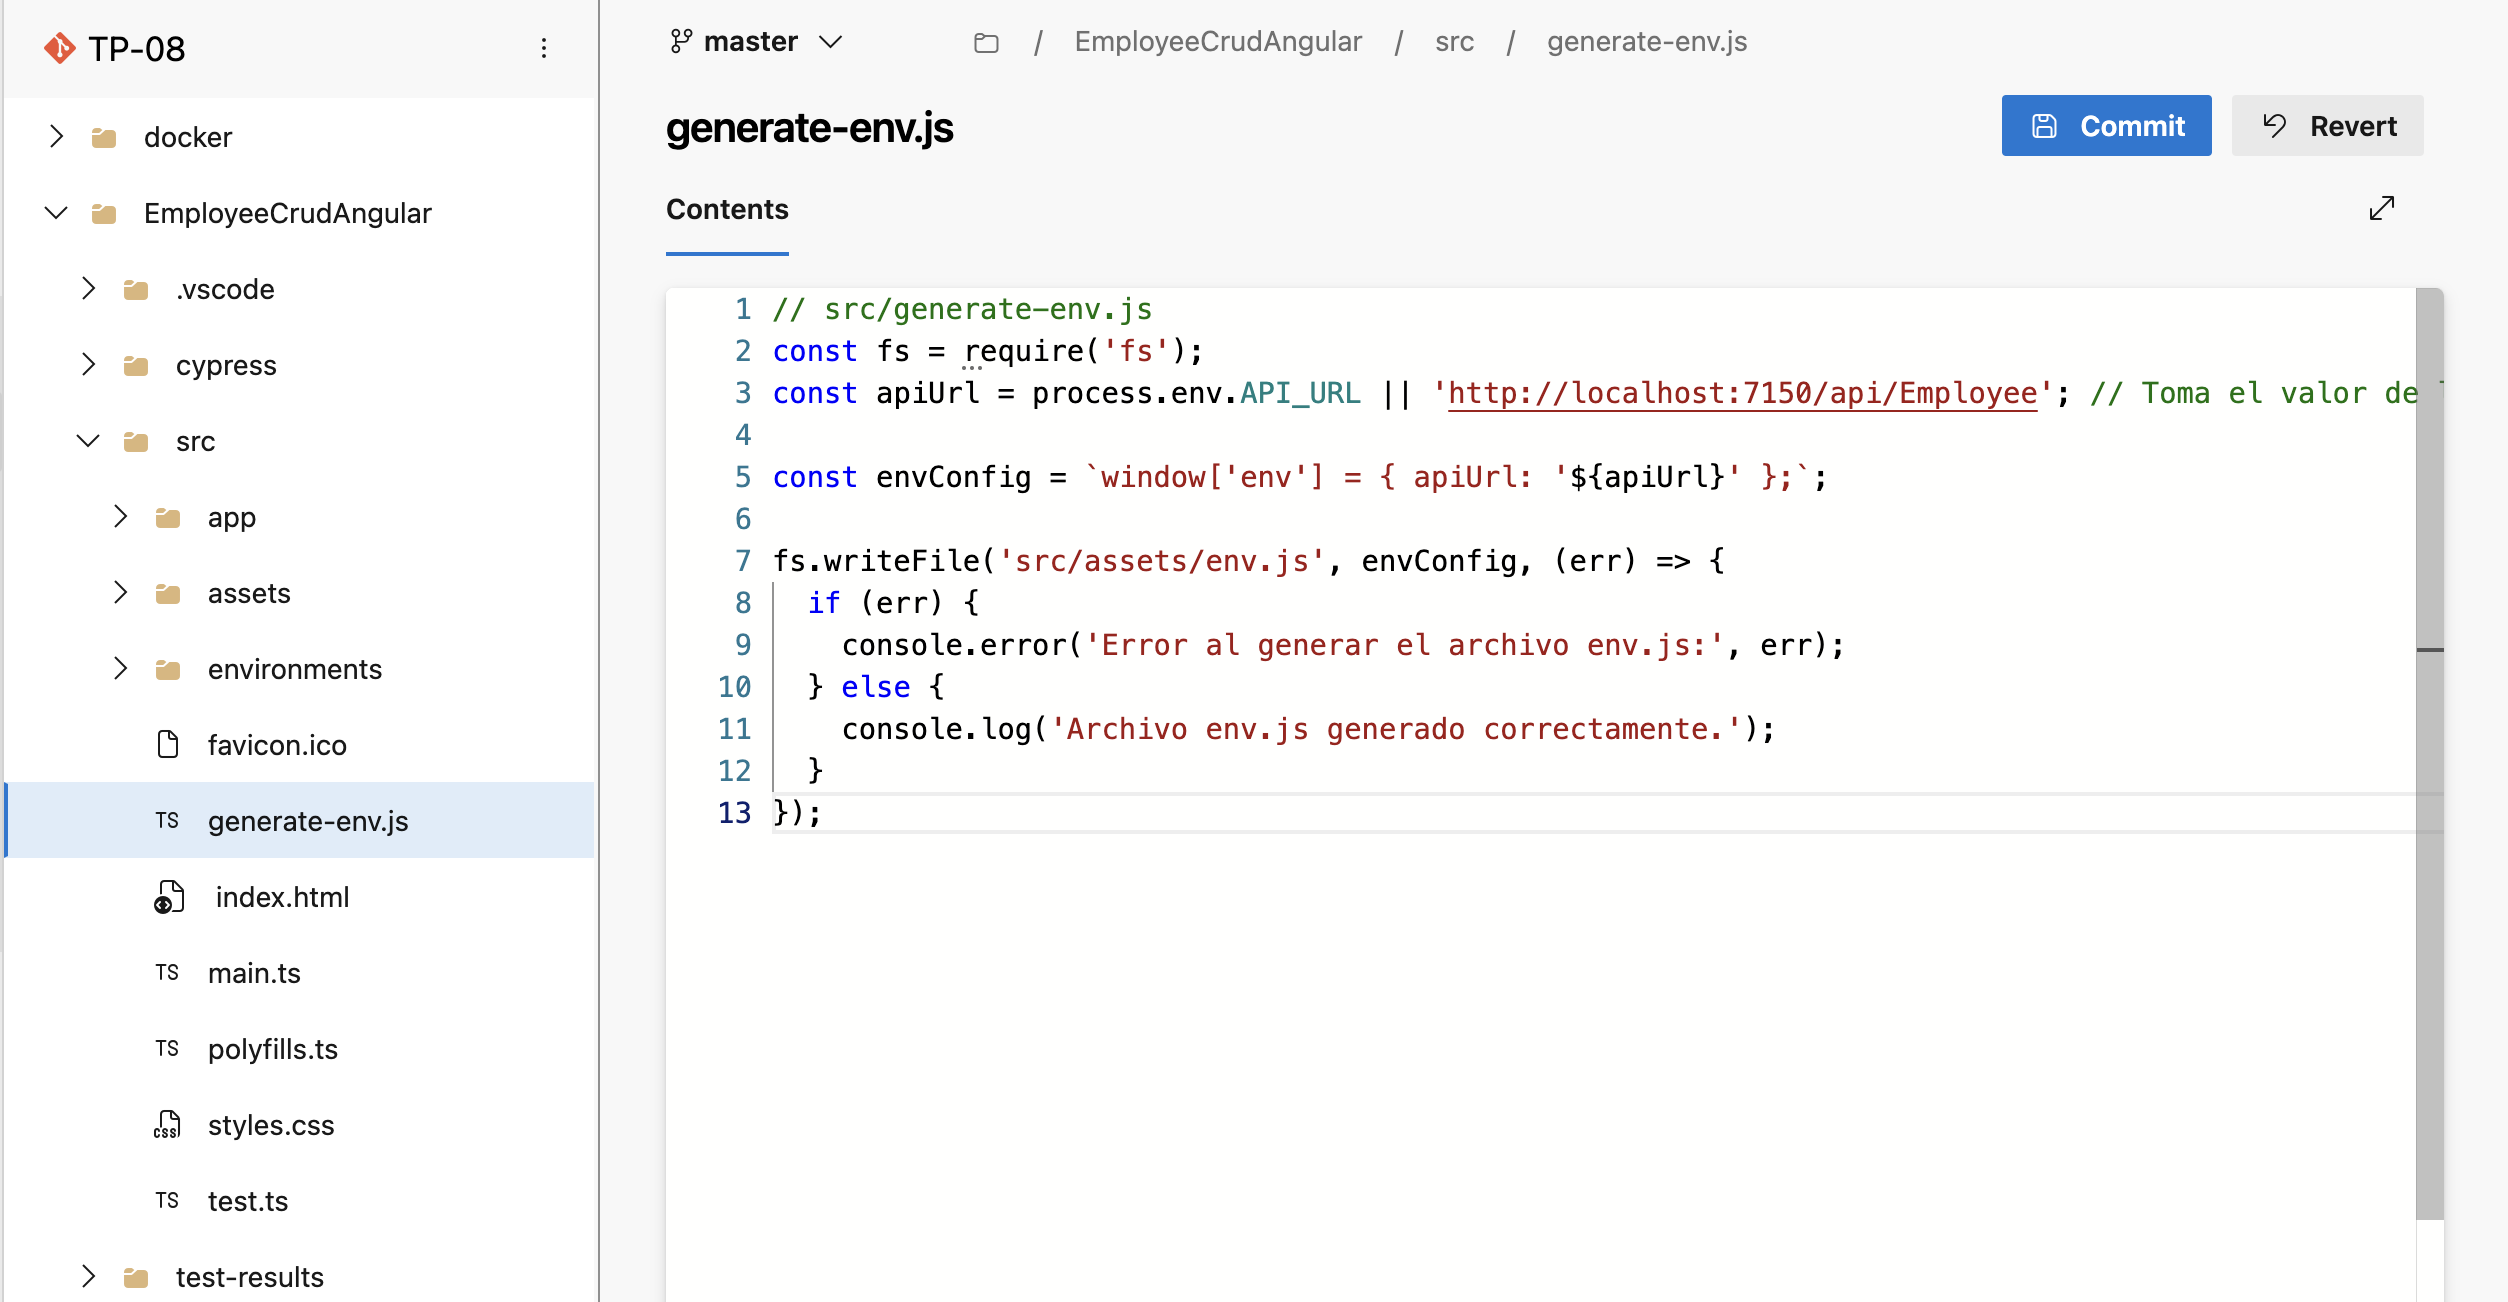 TP-08
docker
EmployeeCrudAngular
.vscode
cypress
src
app
assets
environments
favicon.ico
TS generate-env.js
index.html
TS main.ts
TS polyfills.ts
CSS styles.css
TS test.ts
test-results
master
/ EmployeeCrudAngular / src / generate-env.js
generate-env.js
Commit
Revert
Contents
1 // src/generate-env.js
2 const fs = require('fs');
3 const apiUrl = process.env.API_URL || 'http://localhost:7150/api/Employee'; // Toma el valor de
4
5 const envConfig = `window['env'] = { apiUrl: '${apiUrl}' };`;
6
7 fs.writeFile('src/assets/env.js', envConfig, (err) => {
8 if (err) {
9 console.error('Error al generar el archivo env.js:', err);
10 } else {
11 console.log('Archivo env.js generado correctamente.');
12 }
13 });